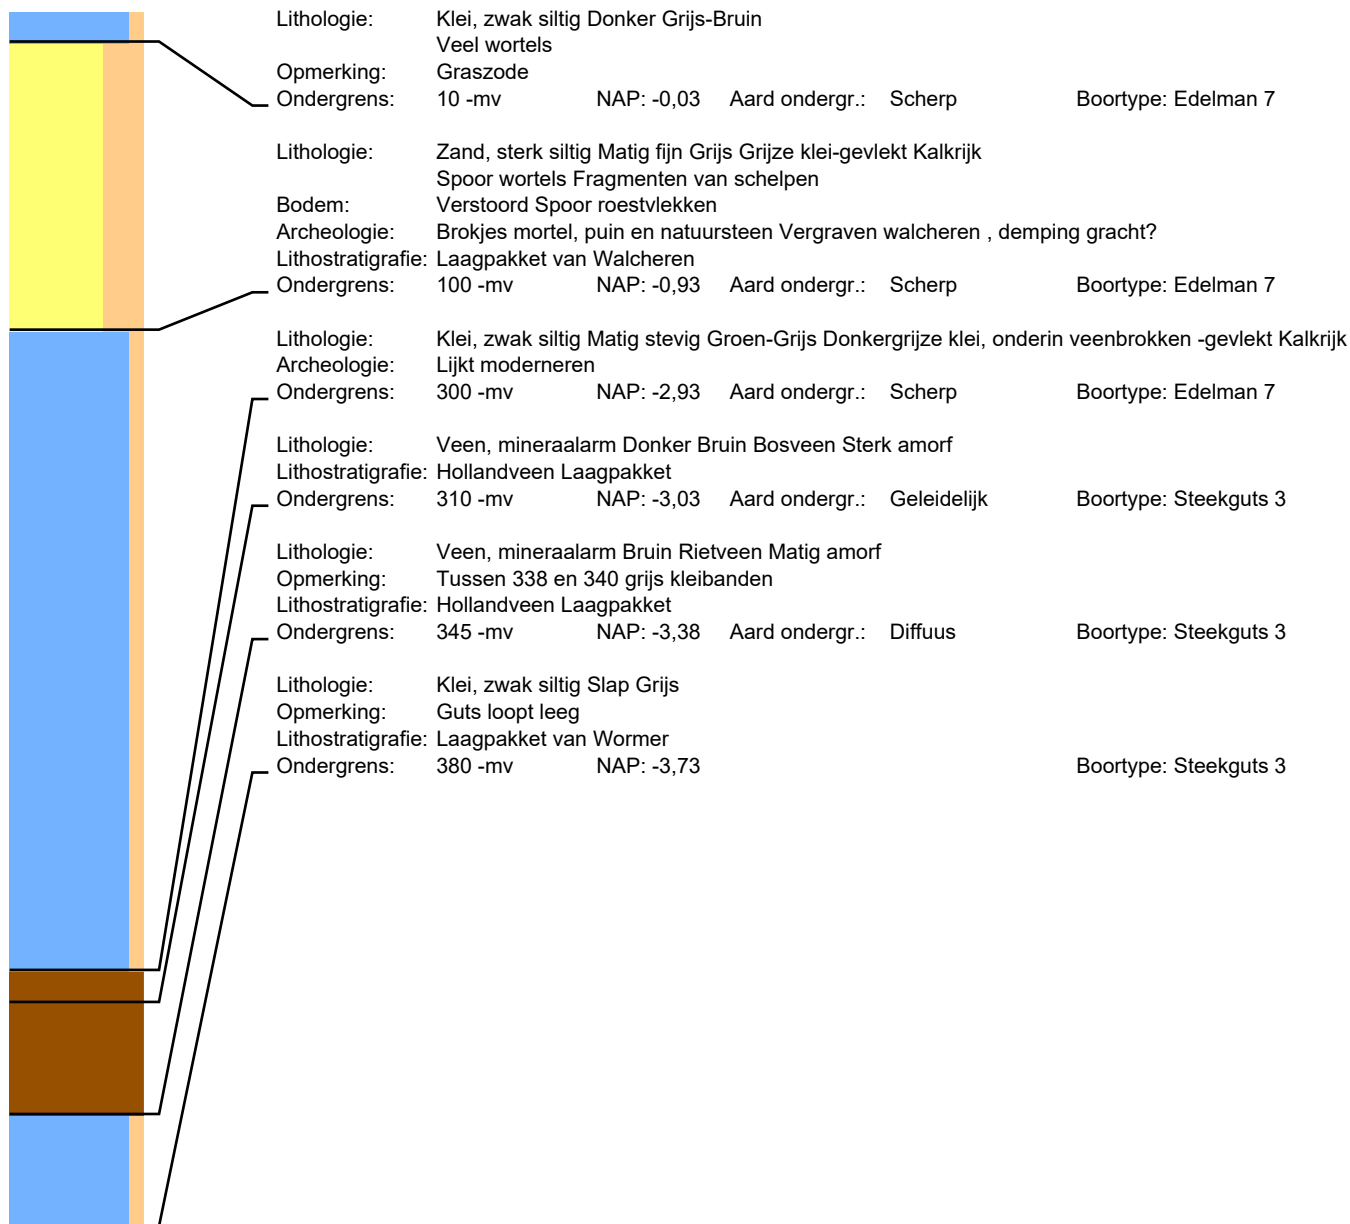 Lithologie: Klei, zwak siltig Donker Grijs-Bruin
Veel wortels
Opmerking: Graszode
Ondergrens: 10 -mv NAP: -0,03 Aard ondergr.: Scherp Boortype: Edelman 7
Lithologie: Zand, sterk siltig Matig fijn Grijs Grijze klei-gevlekt Kalkrijk
Spoor wortels Fragmenten van schelpen
Bodem: Verstoord Spoor roestvlekken
Archeologie: Brokjes mortel, puin en natuursteen Vergraven walcheren , demping gracht?
Lithostratigrafie: Laagpakket van Walcheren
Ondergrens: 100 -mv NAP: -0,93 Aard ondergr.: Scherp Boortype: Edelman 7
Lithologie: Klei, zwak siltig Matig stevig Groen-Grijs Donkergrijze klei, onderin veenbrokken -gevlekt Kalkrijk
Archeologie: Lijkt moderneren
Ondergrens: 300 -mv NAP: -2,93 Aard ondergr.: Scherp Boortype: Edelman 7
Lithologie: Veen, mineraalarm Donker Bruin Bosveen Sterk amorf
Lithostratigrafie: Hollandveen Laagpakket
Ondergrens: 310 -mv NAP: -3,03 Aard ondergr.: Geleidelijk Boortype: Steekguts 3
Lithologie: Veen, mineraalarm Bruin Rietveen Matig amorf
Opmerking: Tussen 338 en 340 grijs kleibanden
Lithostratigrafie: Hollandveen Laagpakket
Ondergrens: 345 -mv NAP: -3,38 Aard ondergr.: Diffuus Boortype: Steekguts 3
Lithologie: Klei, zwak siltig Slap Grijs
Opmerking: Guts loopt leeg
Lithostratigrafie: Laagpakket van Wormer
Ondergrens: 380 -mv NAP: -3,73 Boortype: Steekguts 3